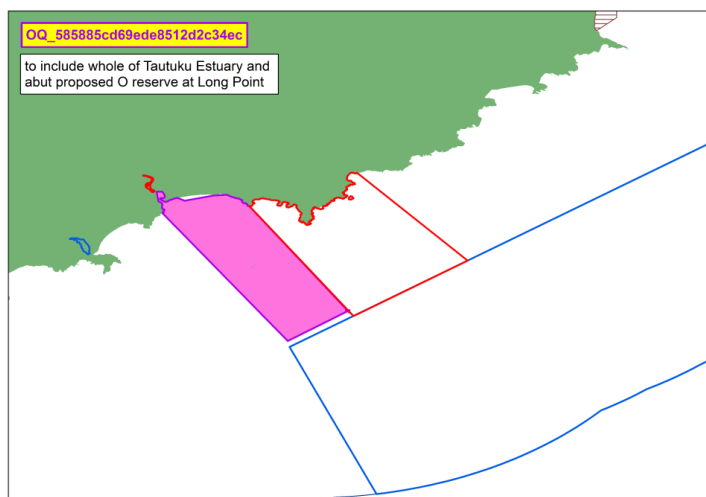 OQ_585885cd69ede8512d2c34ec
to include whole of Tautuku Estuary and
abut proposed O reserve at Long Point